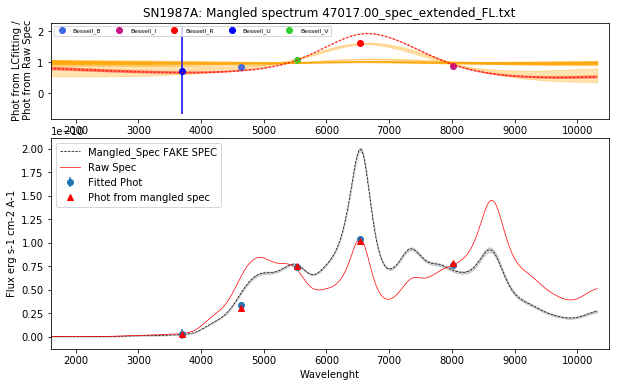 SN1987A: Mangled spectrum 47017.00_spec_extended_FL.txt
Phot from LCfitting /
Phot from Raw Spec
Bessell_B Bessell_I Bessell_R Bessell_U Bessell_V
2
1
0
2000 3000 4000 5000 6000 7000 8000 9000 10000
Flux erg s-1 cm-2 A-1
Mangled_Spec FAKE SPEC
Raw Spec
Fitted Phot
Phot from mangled spec
2.00
1.75
1.50
1.25
1.00
0.75
0.50
0.25
0.00
2000 3000 4000 5000 6000 7000 8000 9000 10000
Wavelenght